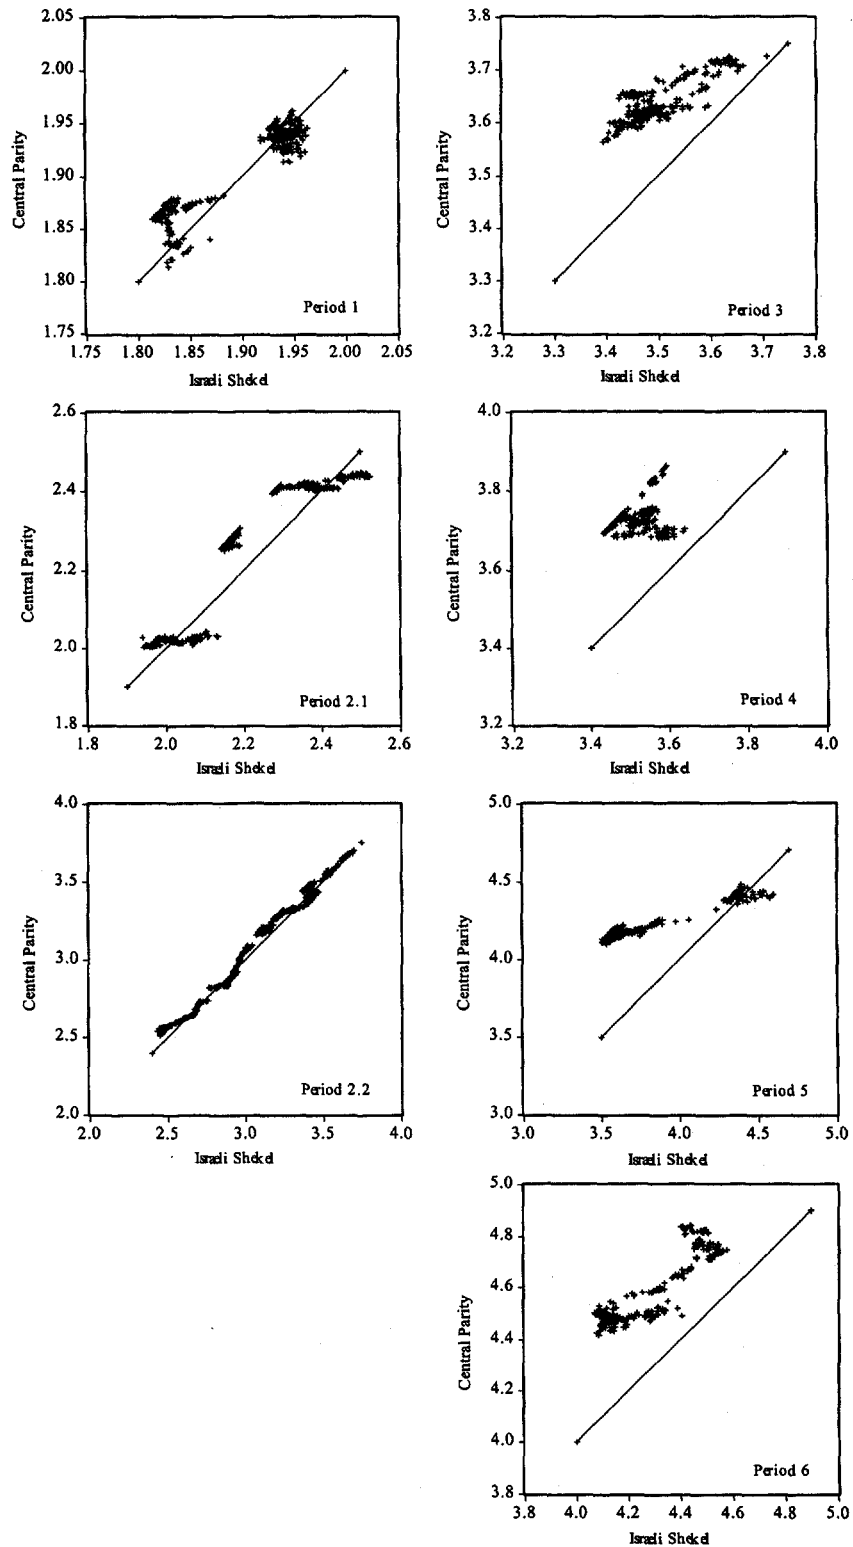 2.05
2.00
1.95
1.90
1.85
1.80
1.75
1.75 1.80 1.85 1.90 1.95 2.00 2.05
Central Parity
Period 1
Israeli Shekel
3.8
3.7
3.6
3.5
3.4
3.3
3.2
3.2 3.3 3.4 3.5 3.6 3.7 3.8
Central Parity
Period 3
Israeli Shekel
2.6
2.4
2.2
2.0
1.8
1.8 2.0 2.2 2.4 2.6
Central Parity
Period 2.1
Israeli Shekel
4.0
3.8
3.6
3.4
3.2
3.2 3.4 3.6 3.8 4.0
Central Parity
Period 4
Israeli Shekel
4.0
3.5
3.0
2.5
2.0
2.0 2.5 3.0 3.5 4.0
Central Parity
Period 2.2
Israeli Shekel
5.0
4.5
4.0
3.5
3.0
3.0 3.5 4.0 4.5 5.0
Central Parity
Period 5
Israeli Shekel
5.0
4.8
4.6
4.4
4.2
4.0
3.8
3.8 4.0 4.2 4.4 4.6 4.8 5.0
Central Parity
Period 6
Israeli Shekel